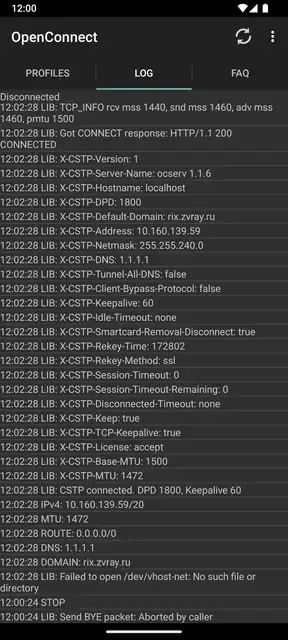 12:00
OpenConnect
PROFILES
LOG
FAQ
Disconnected
12:02:28 LIB: TCP_INFO rcv mss 1440, snd mss 1460, adv mss
1460, pmtu 1500
12:02:28 LIB: Got CONNECT response: HTTP/1.1 200
CONNECTED
12:02:28 LIB: X-CSTP-Version: 1
12:02:28 LIB: X-CSTP-Server-Name: ocserv 1.1.6
12:02:28 LIB: X-CSTP-Hostname: localhost
12:02:28 LIB: X-CSTP-DPD: 1800
12:02:28 LIB: X-CSTP-Default-Domain: rix.zvray.ru
12:02:28 LIB: X-CSTP-Address: 10.160.139.59
12:02:28 LIB: X-CSTP-Netmask: 255.255.240.0
12:02:28 LIB: X-CSTP-DNS: 1.1.1.1
12:02:28 LIB: X-CSTP-Tunnel-All-DNS: false
12:02:28 LIB: X-CSTP-Client-Bypass-Protocol: false
12:02:28 LIB: X-CSTP-Keepalive: 60
12:02:28 LIB: X-CSTP-Idle-Timeout: none
12:02:28 LIB: X-CSTP-Smartcard-Removal-Disconnect: true
12:02:28 LIB: X-CSTP-Rekey-Time: 172802
12:02:28 LIB: X-CSTP-Rekey-Method: ssl
12:02:28 LIB: X-CSTP-Session-Timeout: 0
12:02:28 LIB: X-CSTP-Session-Timeout-Remaining: 0
12:02:28 LIB: X-CSTP-Disconnected-Timeout: none
12:02:28 LIB: X-CSTP-Keep: true
12:02:28 LIB: X-CSTP-TCP-Keepalive: true
12:02:28 LIB: X-CSTP-License: accept
12:02:28 LIB: X-CSTP-Base-MTU: 1500
12:02:28 LIB: X-CSTP-MTU: 1472
12:02:28 LIB: CSTP connected. DPD 1800, Keepalive 60
12:02:28 IPv4: 10.160.139.59/20
12:02:28 MTU: 1472
12:02:28 ROUTE: 0.0.0.0/0
12:02:28 DNS: 1.1.1.1
12:02:28 DOMAIN: rix.zvray.ru
12:02:28 LIB: Failed to open /dev/vhost-net: No such file or
directory
12:00:24 STOP
12:00:24 LIB: Send BYE packet: Aborted by caller